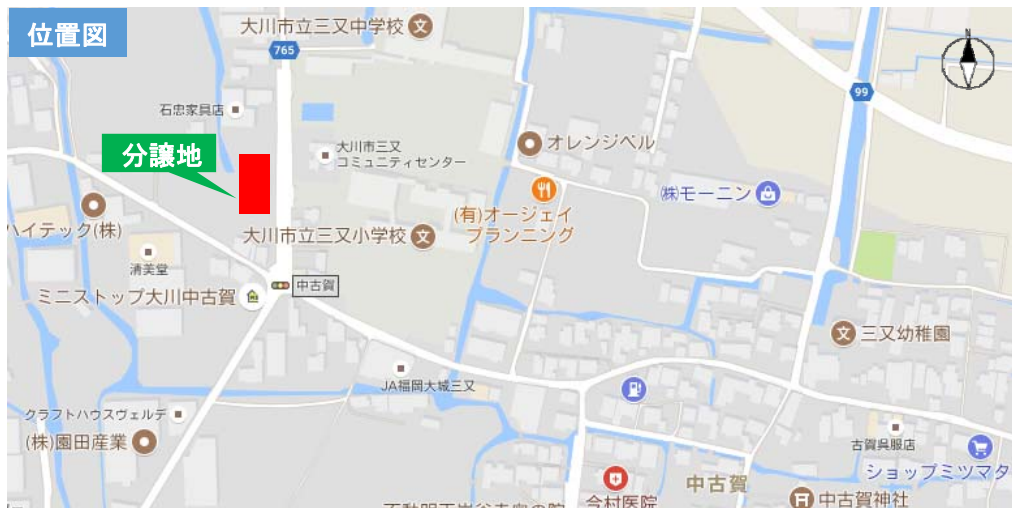 位置図
大川市立三又中学校
文
765
N
99
石忠家具店
分譲地
大川市三又
コミュニティセンター
オレンジベル
㈱モーニン
(有)オージェイ
プランニング
ハイテック(株)
大川市立三又小学校
文
清美堂
ミニストップ大川中古賀
中古賀
文
三又幼稚園
JA福岡大城三又
クラフトハウスヴェルデ
(株)園田産業
古賀呉服店
ショップミツマタ
今村医院
中古賀
中古賀神社